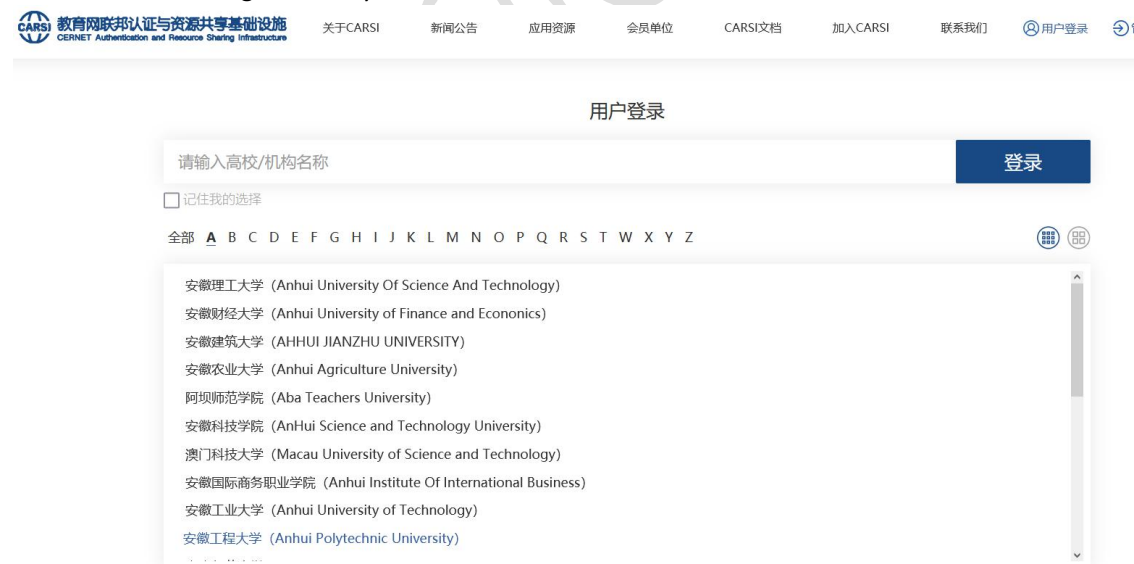 CARSI 教育网联邦认证与资源共享基础设施
CERNET Authentication and Resource Sharing Infrastructure
关于CARSI 新闻公告 应用资源 会员单位 CARSI文档 加入CARSI 联系我们 用户登录
用户登录
请输入高校/机构名称 登录
记住我的选择
全部 A B C D E F G H I J K L M N O P Q R S T W X Y Z
安徽理工大学（Anhui University Of Science And Technology）
安徽财经大学（Anhui University of Finance and Econonics）
安徽建筑大学（AHHUI JIANZHU UNIVERSITY）
安徽农业大学（Anhui Agriculture University）
阿坝师范学院（Aba Teachers University）
安徽科技学院（AnHui Science and Technology University）
澳门科技大学（Macau University of Science and Technology）
安徽国际商务职业学院（Anhui Institute Of International Business）
安徽工业大学（Anhui University of Technology）
安徽工程大学（Anhui Polytechnic University）